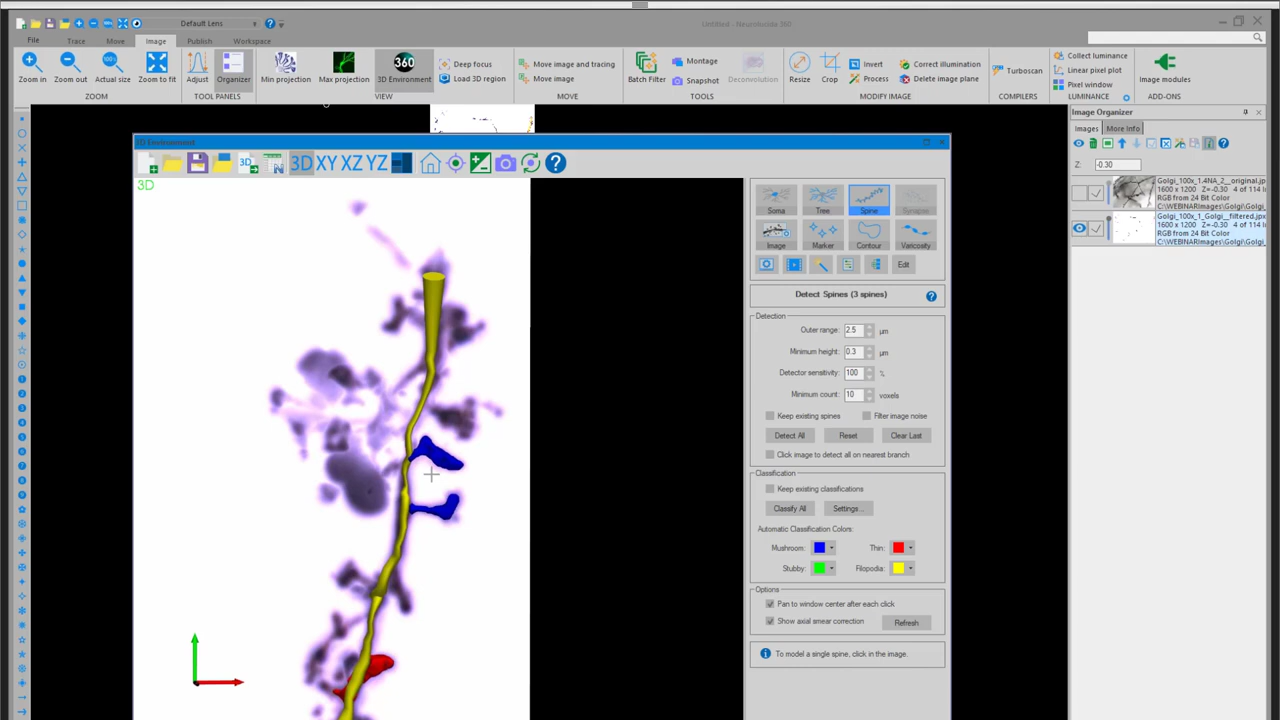 Default Lens
Untitled - Neurolucida 360
File Trace Move Image Publish Workspace
Zoom in Zoom out Actual size Zoom to fit
Adjust Organizer
Min projection Max projection 3D Environment
Deep focus
Load 3D region
Move image and tracing
Move image
Batch Filter
Montage
Snapshot
Deconvolution
Resize Crop
Invert
Process
Correct illumination
Delete image plane
Turboscan
Collect luminance
Linear pixel plot
Pixel window
Image modules
ZOOM TOOL PANELS VIEW MOVE TOOLS MODIFY IMAGE COMPILERS LUMINANCE ADD-ONS
Image Organizer
Images More Info
Z: -0.30
Golgi_100x_1.4NA_2__original.jp
1600 x 1200 Z=-0.30 4 of 114 I
RGB from 24 Bit Color
C:\WEBINARImages\Golgi\Golgi_
Golgi_100x_1_Golgi__filtered.jpx
1600 x 1200 Z=-0.30 4 of 114 I
RGB from 24 Bit Color
C:\WEBINARImages\Golgi\Golgi_
3D Environment
3D 3D XY XZ YZ
3D
Soma Tree Spine Synapse
Image Marker Contour Varicosity
Edit
Detect Spines (3 spines)
Detection
Outer range: 2.5 µm
Minimum height: 0.3 µm
Detector sensitivity: 100 %
Minimum count: 10 voxels
Keep existing spines Filter image noise
Detect All Reset Clear Last
Click image to detect all on nearest branch
Classification
Keep existing classifications
Classify All Settings...
Automatic Classification Colors:
Mushroom: Thin:
Stubby: Filopodia:
Options
Pan to window center after each click
Show axial smear correction Refresh
To model a single spine, click in the image.